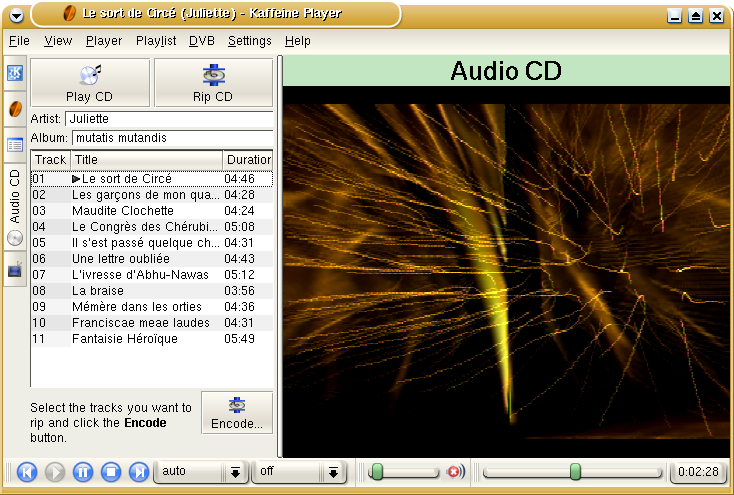 Le sort de Circé (Juliette) - Kaffeine Player
File View Player Playlist DVB Settings Help
Audio CD
Play CD Rip CD
Artist: Juliette
Album: mutatis mutandis
Track Title Duration
01 Le sort de Circé 04:46
02 Les garçons de mon qua... 04:28
03 Maudite Clochette 04:24
04 Le Congrès des Chérubi... 05:08
05 Il s'est passé quelque ch... 04:31
06 Une lettre oubliée 04:43
07 L'ivresse d'Abhu-Nawas 05:12
08 La braise 03:56
09 Mémère dans les orties 04:36
10 Franciscae meae laudes 04:31
11 Fantaisie Héroïque 05:49
Select the tracks you want to
rip and click the Encode
button.
Encode...
Audio CD
auto off 0:02:28